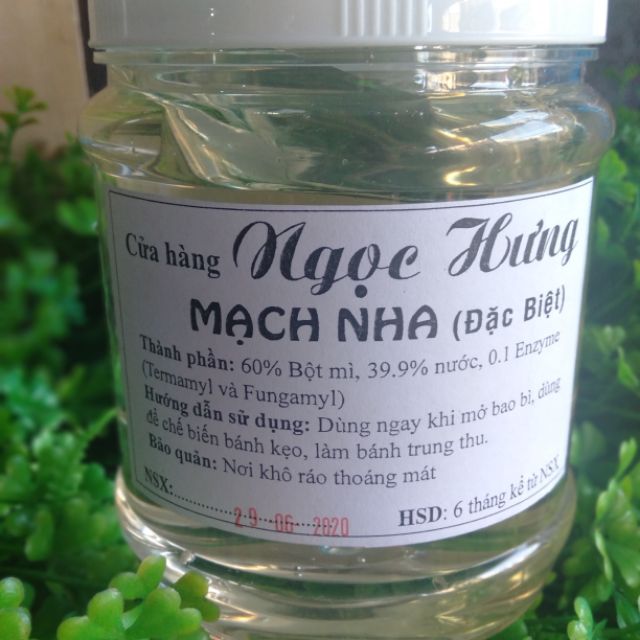 Cửa hàng Ngọc Hưng
MẠCH NHA (Đặc Biệt)
Thành phần: 60% Bột mì, 39.9% nước, 0.1 Enzyme
(Termamyl và Fungamyl)
Hướng dẫn sử dụng: Dùng ngay khi mở bao bì, dùng
để chế biến bánh kẹo, làm bánh trung thu.
Bảo quản: Nơi khô ráo thoáng mát
NSX:.............29-06-2020 HSD: 6 tháng kể từ NSX